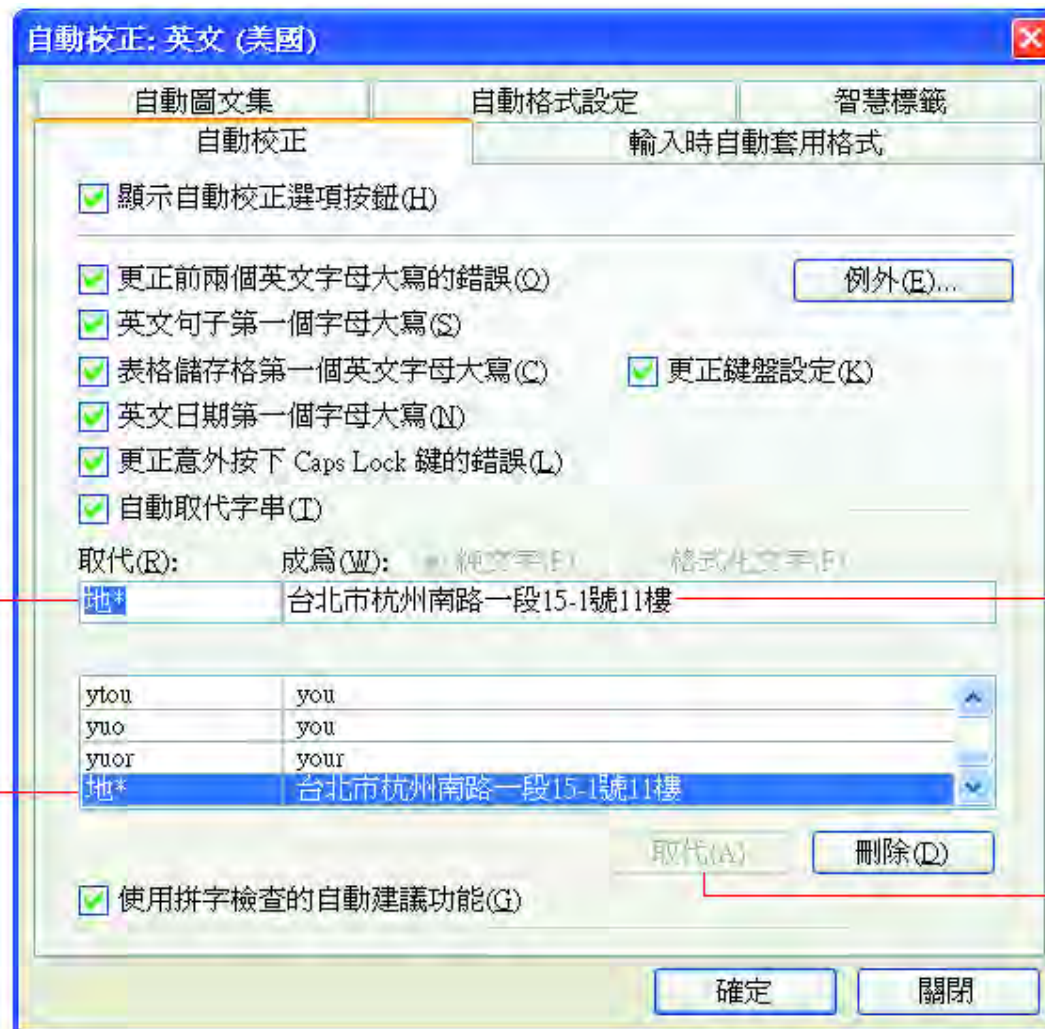 自動校正: 英文 (美國)
自動圖文集 自動格式設定 智慧標籤
自動校正 輸入時自動套用格式
顯示自動校正選項按鈕(H)
更正前兩個英文字母大寫的錯誤(O) 例外(E)...
英文句子第一個字母大寫(S)
表格儲存格第一個英文字母大寫(C) 更正鍵盤設定(K)
英文日期第一個字母大寫(N)
更正意外按下 Caps Lock 鍵的錯誤(L)
自動取代字串(T)
取代(R): 成為(W): 純文字(P) 格式化文字(F)
地* 台北市杭州南路一段15-1號11樓
ytou you
yuo you
yuor your
地* 台北市杭州南路一段15-1號11樓
取代(A) 刪除(D)
使用拼字檢查的自動建議功能(G)
確定 關閉